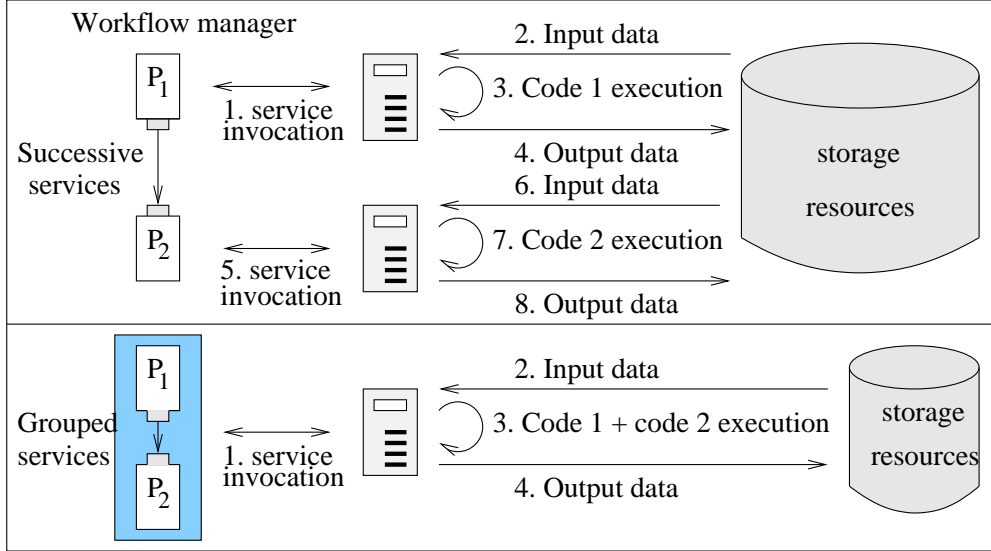 Workflow manager
P1
1. service
invocation
2. Input data
3. Code 1 execution
4. Output data
Successive
services
P2
5. service
invocation
6. Input data
7. Code 2 execution
8. Output data
storage
resources
Grouped
services
P1
P2
1. service
invocation
2. Input data
3. Code 1 + code 2 execution
4. Output data
storage
resources